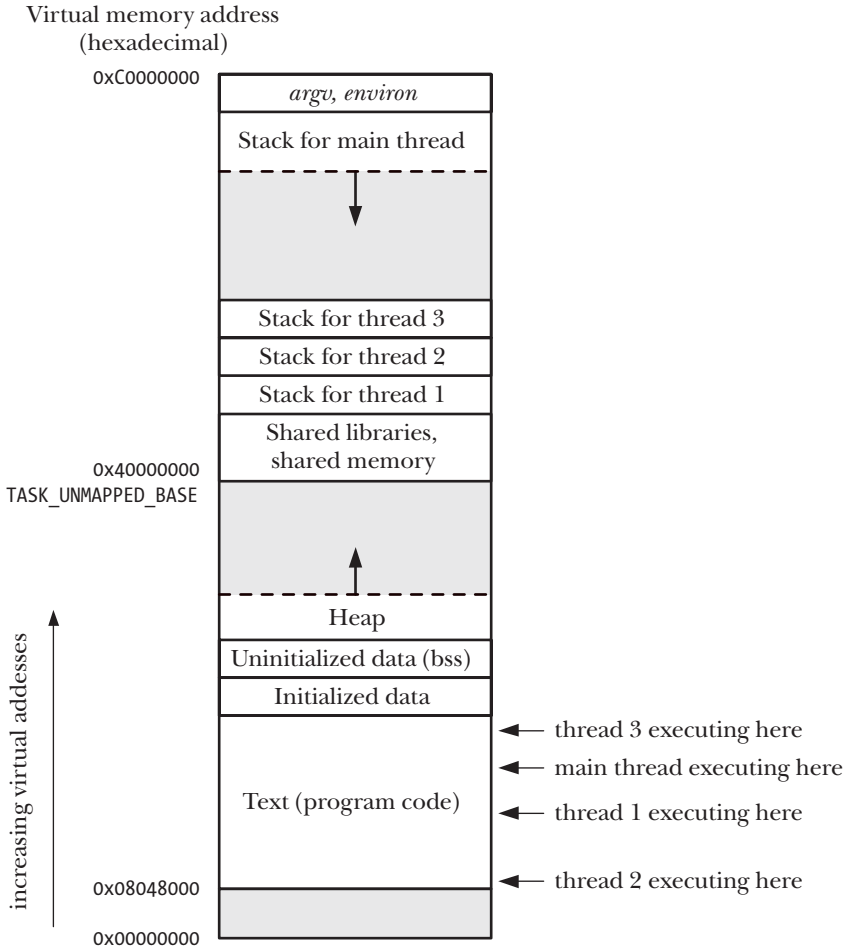 Virtual memory address
(hexadecimal)
0xC0000000
argv, environ
Stack for main thread
Stack for thread 3
Stack for thread 2
Stack for thread 1
Shared libraries,
shared memory
0x40000000
TASK_UNMAPPED_BASE
Heap
Uninitialized data (bss)
Initialized data
increasing virtual addesses
thread 3 executing here
main thread executing here
Text (program code)
thread 1 executing here
thread 2 executing here
0x08048000
0x00000000